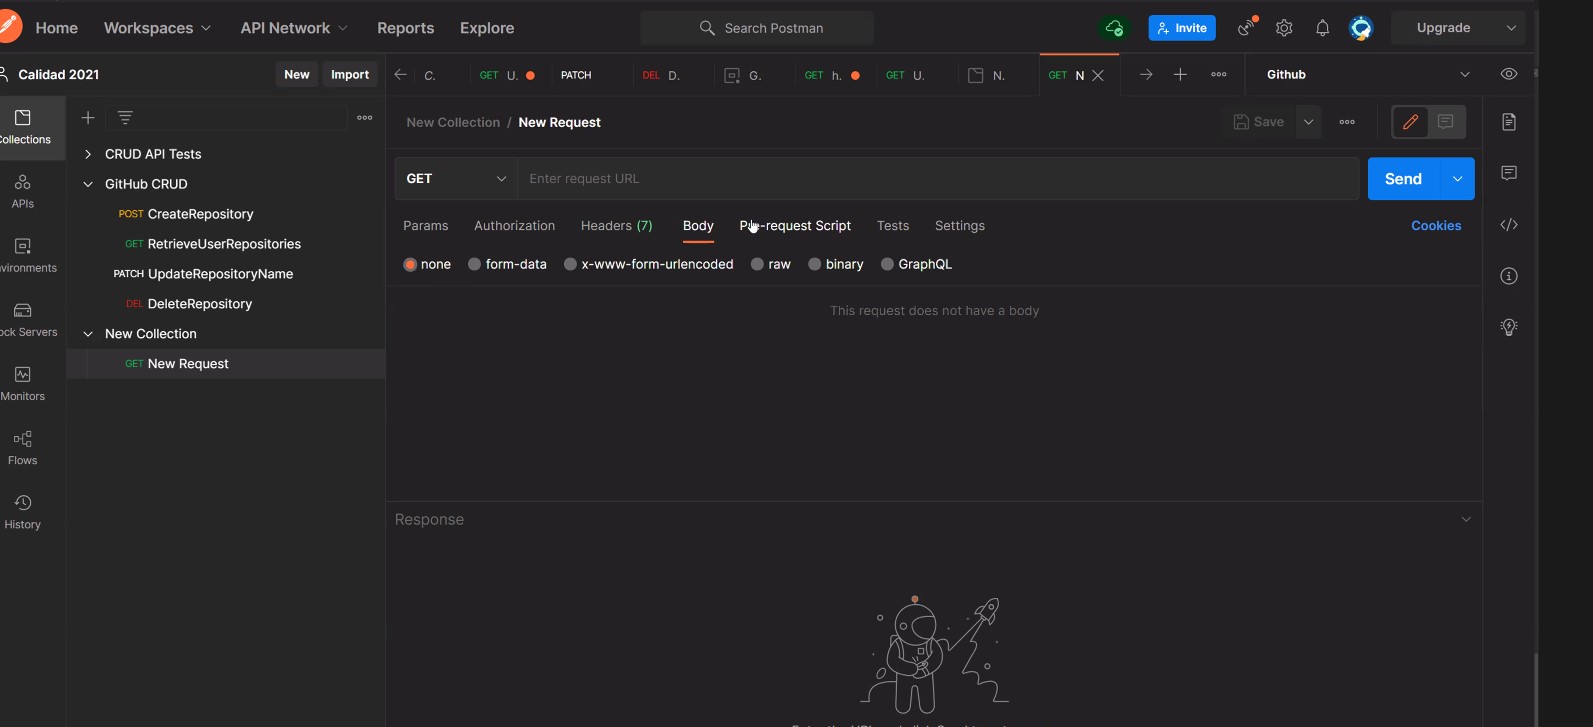 Home Workspaces API Network Reports Explore Search Postman Invite Upgrade
Calidad 2021 New Import C. GET U. PATCH DEL D. G. GET h. GET U. N. GET N Github
Collections
APIs
vironments
ock Servers
Monitors
Flows
History
CRUD API Tests
GitHub CRUD
POST CreateRepository
GET RetrieveUserRepositories
PATCH UpdateRepositoryName
DEL DeleteRepository
New Collection
GET New Request
New Collection / New Request Save
GET Enter request URL Send
Params Authorization Headers (7) Body Pre-request Script Tests Settings Cookies
none form-data x-www-form-urlencoded raw binary GraphQL
This request does not have a body
Response